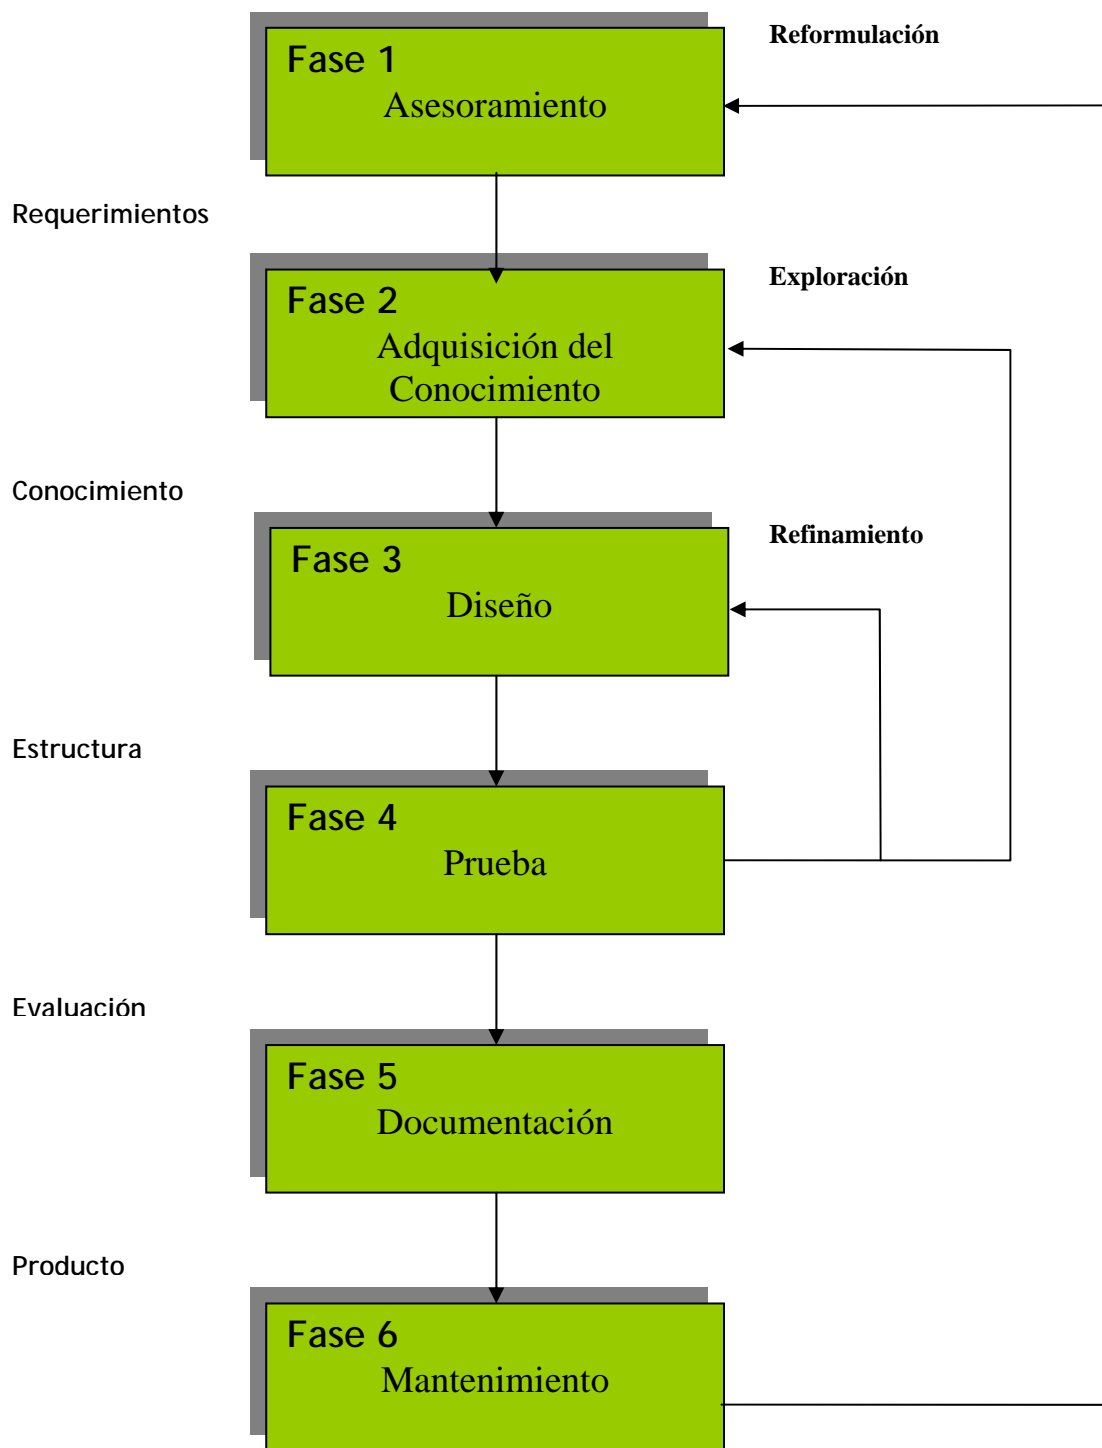 Reformulación
Fase 1
Asesoramiento
Requerimientos
Exploración
Fase 2
Adquisición del
Conocimiento
Conocimiento
Refinamiento
Fase 3
Diseño
Estructura
Fase 4
Prueba
Evaluación
Fase 5
Documentación
Producto
Fase 6
Mantenimiento